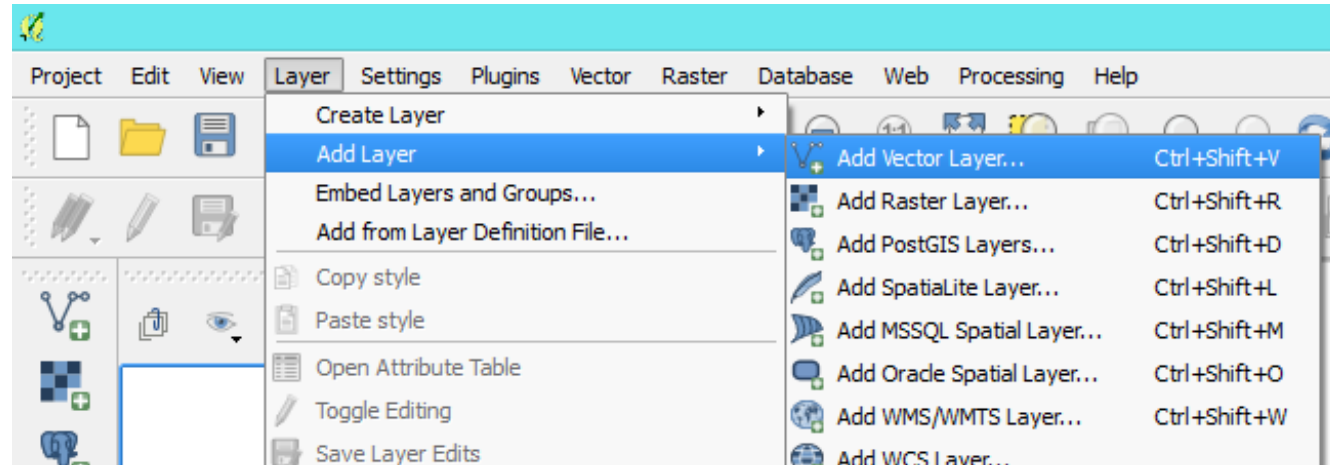 Project Edit View Layer Settings Plugins Vector Raster Database Web Processing Help
Create Layer
Add Layer
Embed Layers and Groups...
Add from Layer Definition File...
Copy style
Paste style
Open Attribute Table
Toggle Editing
Save Layer Edits
Add Vector Layer... Ctrl+Shift+V
Add Raster Layer... Ctrl+Shift+R
Add PostGIS Layers... Ctrl+Shift+D
Add SpatiaLite Layer... Ctrl+Shift+L
Add MSSQL Spatial Layer... Ctrl+Shift+M
Add Oracle Spatial Layer... Ctrl+Shift+O
Add WMS/WMTS Layer... Ctrl+Shift+W
Add WCS Layer...